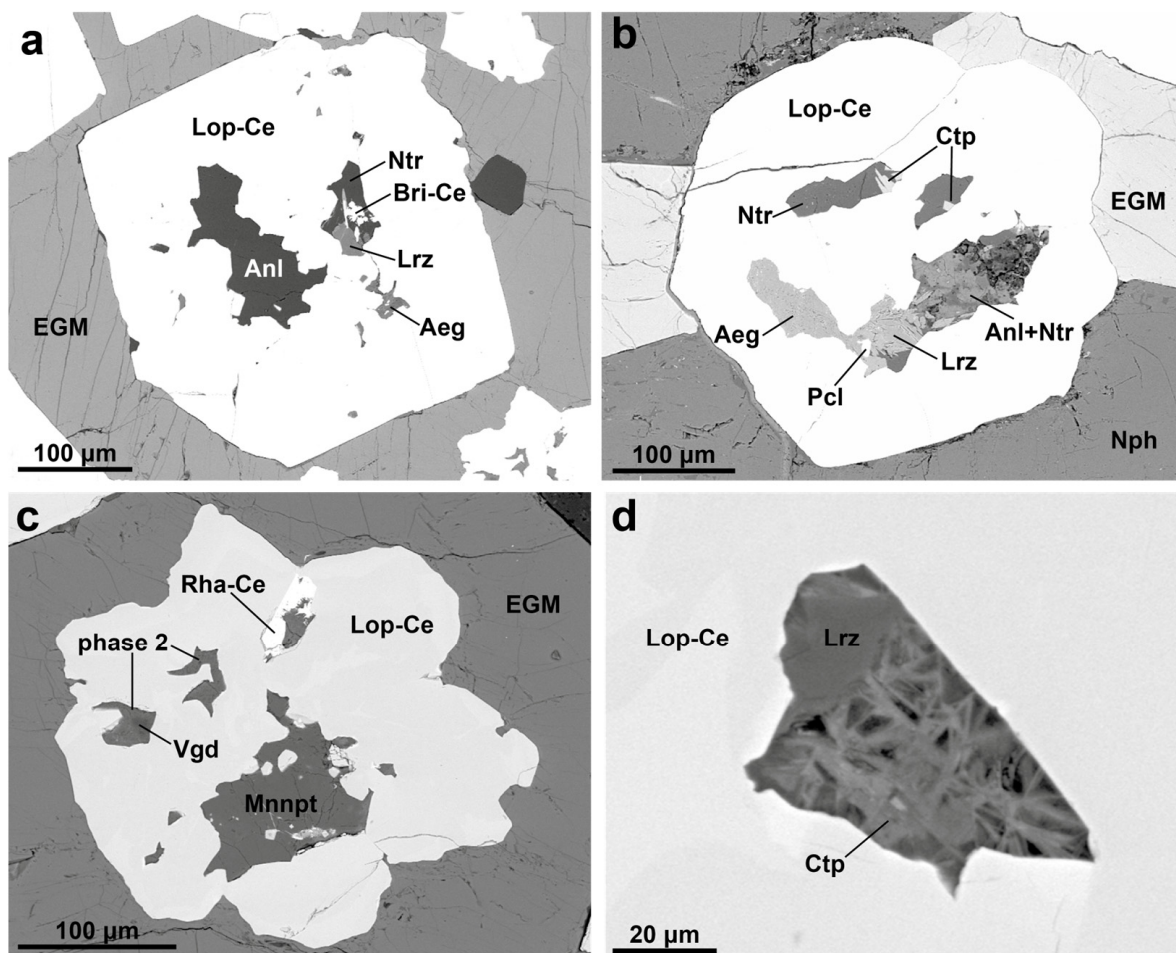 a
Lop-Ce
Ntr
Bri-Ce
Lrz
Anl
Aeg
EGM
100 µm
b
Lop-Ce
Ctp
Ntr
EGM
Aeg
Anl+Ntr
Lrz
Pcl
Nph
100 µm
c
Rha-Ce
EGM
Lop-Ce
phase 2
Vgd
Mnnpt
100 µm
d
Lop-Ce
Lrz
Ctp
20 µm